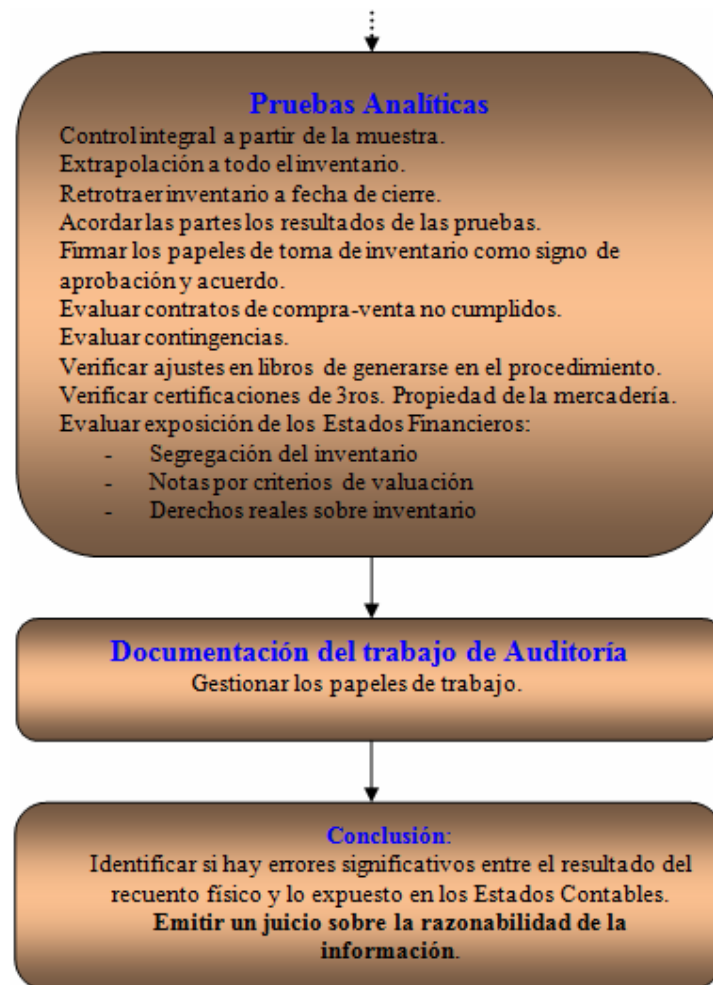 Pruebas Analíticas
Control integral a partir de la muestra.
Extrapolación a todo el inventario.
Retrotraer inventario a fecha de cierre.
Acordar las partes los resultados de las pruebas.
Firmar los papeles de toma de inventario como signo de
aprobación y acuerdo.
Evaluar contratos de compra-venta no cumplidos.
Evaluar contingencias.
Verificar ajustes en libros de generarse en el procedimiento.
Verificar certificaciones de 3ros. Propiedad de la mercadería.
Evaluar exposición de los Estados Financieros:
- Segregación del inventario
- Notas por criterios de valuación
- Derechos reales sobre inventario
Documentación del trabajo de Auditoría
Gestionar los papeles de trabajo.
Conclusión:
Identificar si hay errores significativos entre el resultado del
recuento físico y lo expuesto en los Estados Contables.
Emitir un juicio sobre la razonabilidad de la
información.